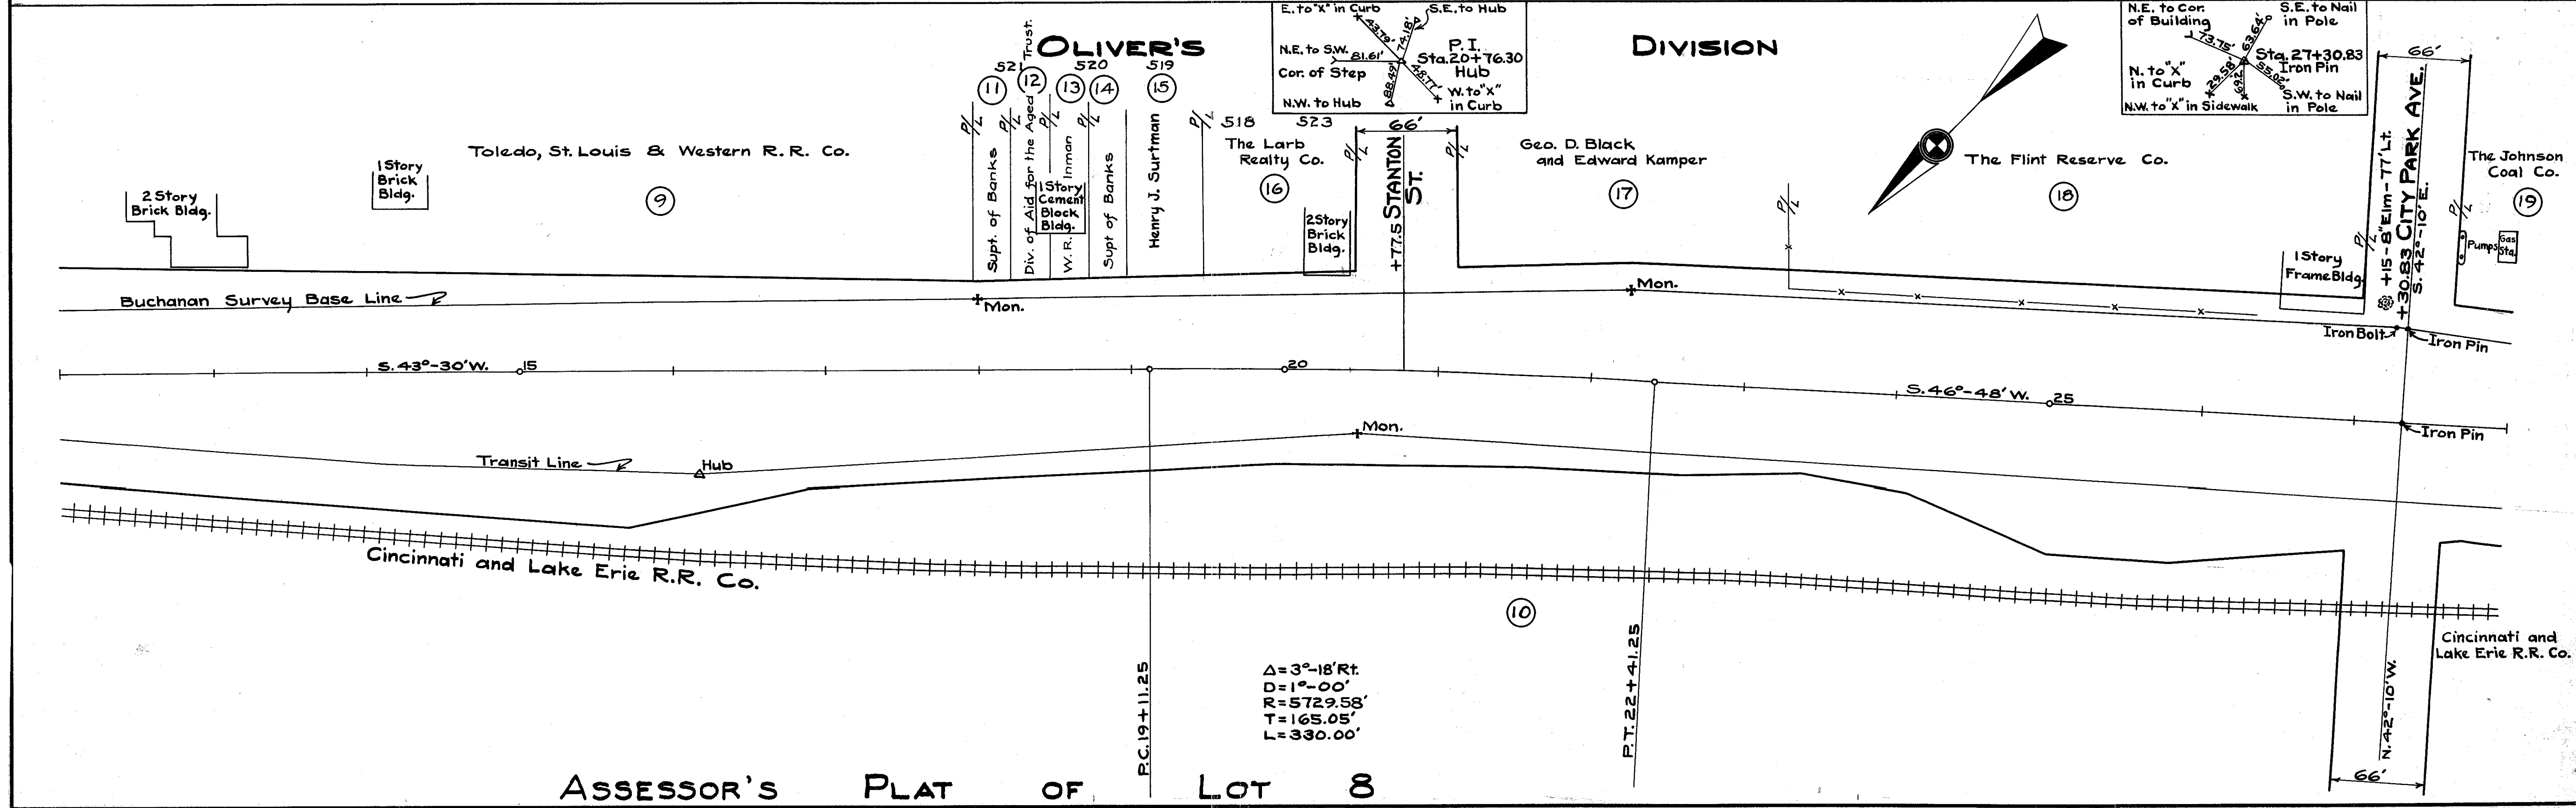 OLIVER'S DIVISION
E. to "X" in Curb
S.E. to Hub
43.79'
74.18'
N.E. to S.W.
Cor. of Step
81.61'
P.I.
Sta. 20+76.30
Hub
88.49'
48.77'
N.W. to Hub
W. to "X"
in Curb
N.E. to Cor.
of Building
S.E. to Nail
in Pole
73.75'
63.64'
Sta. 27+30.83
Iron Pin
N. to "X"
in Curb
29.58'
55.02'
N.W. to "X" in Sidewalk
S.W. to Nail
in Pole
66'
521
520
519
11
12
13
14
15
P/L
P/L
P/L
P/L
P/L
518
523
66'
P/L
P/L
Toledo, St. Louis & Western R.R. Co.
9
2 Story
Brick Bldg.
1 Story
Brick
Bldg.
Supt. of Banks
Div. of Aid for the Aged Trust.
W. R. Inman
1 Story
Cement
Block
Bldg.
Supt of Banks
Henry J. Surtman
The Larb
Realty Co.
16
2 Story
Brick
Bldg.
+77.5 STANTON
ST.
Geo. D. Black
and Edward Kamper
17
P/L
The Flint Reserve Co.
18
P/L
+15-8" Elm-77' Lt.
+30.83 CITY PARK AVE.
S. 42°-10' E.
P/L
The Johnson
Coal Co.
19
Pumps
Gas
Sta.
1 Story
Frame Bldg.
Buchanan Survey Base Line
Mon.
Mon.
Iron Bolt
Iron Pin
S. 43°-30' W.
15
20
S. 46°-48' W.
25
Iron Pin
Transit Line
Hub
Mon.
Cincinnati and Lake Erie R.R. Co.
10
Cincinnati and
Lake Erie R.R. Co.
P.C. 19+11.25
Δ=3°-18' Rt.
D=1°-00'
R=5729.58'
T=165.05'
L=330.00'
P.T. 22+41.25
N. 42°-10' W.
66'
ASSESSOR'S PLAT OF LOT 8